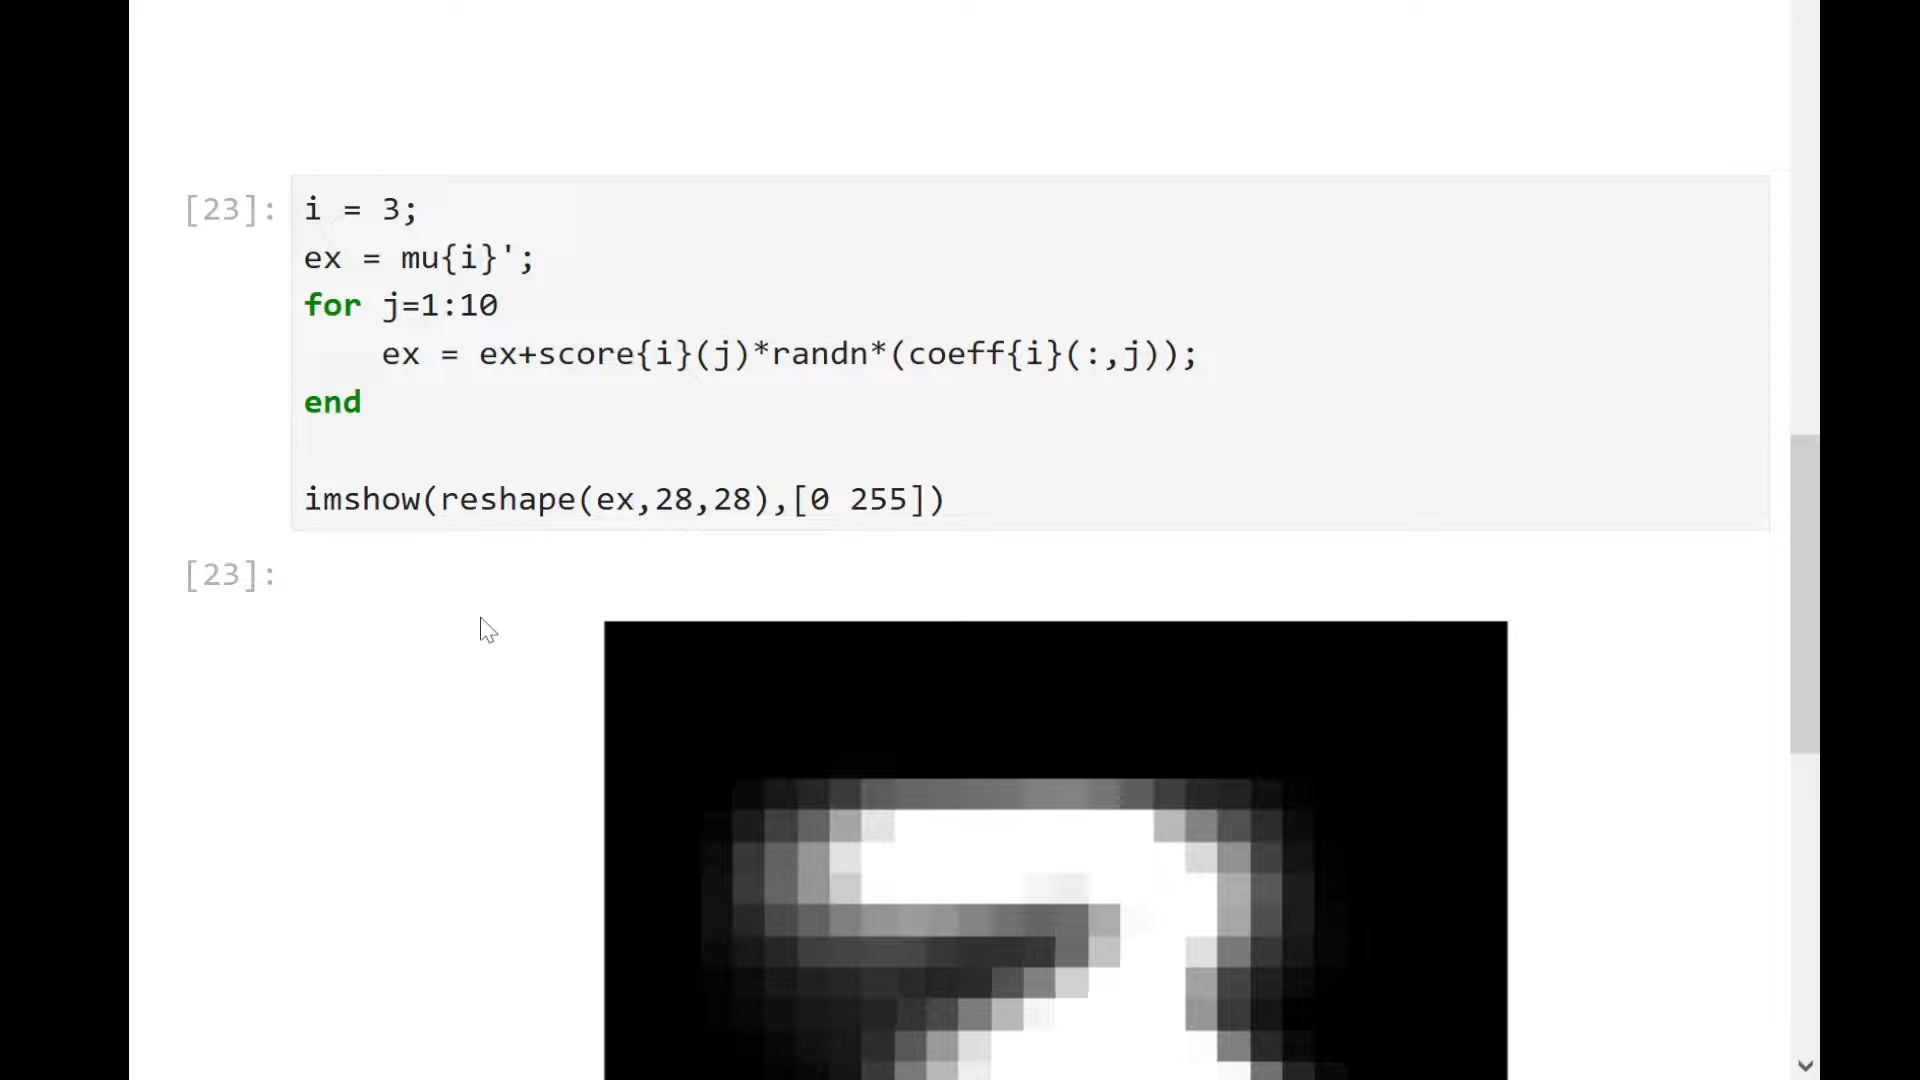 [23]:
i = 3;
ex = mu{i}';
for j=1:10
    ex = ex+score{i}(j)*randn*(coeff{i}(:,j));
end
imshow(reshape(ex,28,28),[0 255])
[23]: